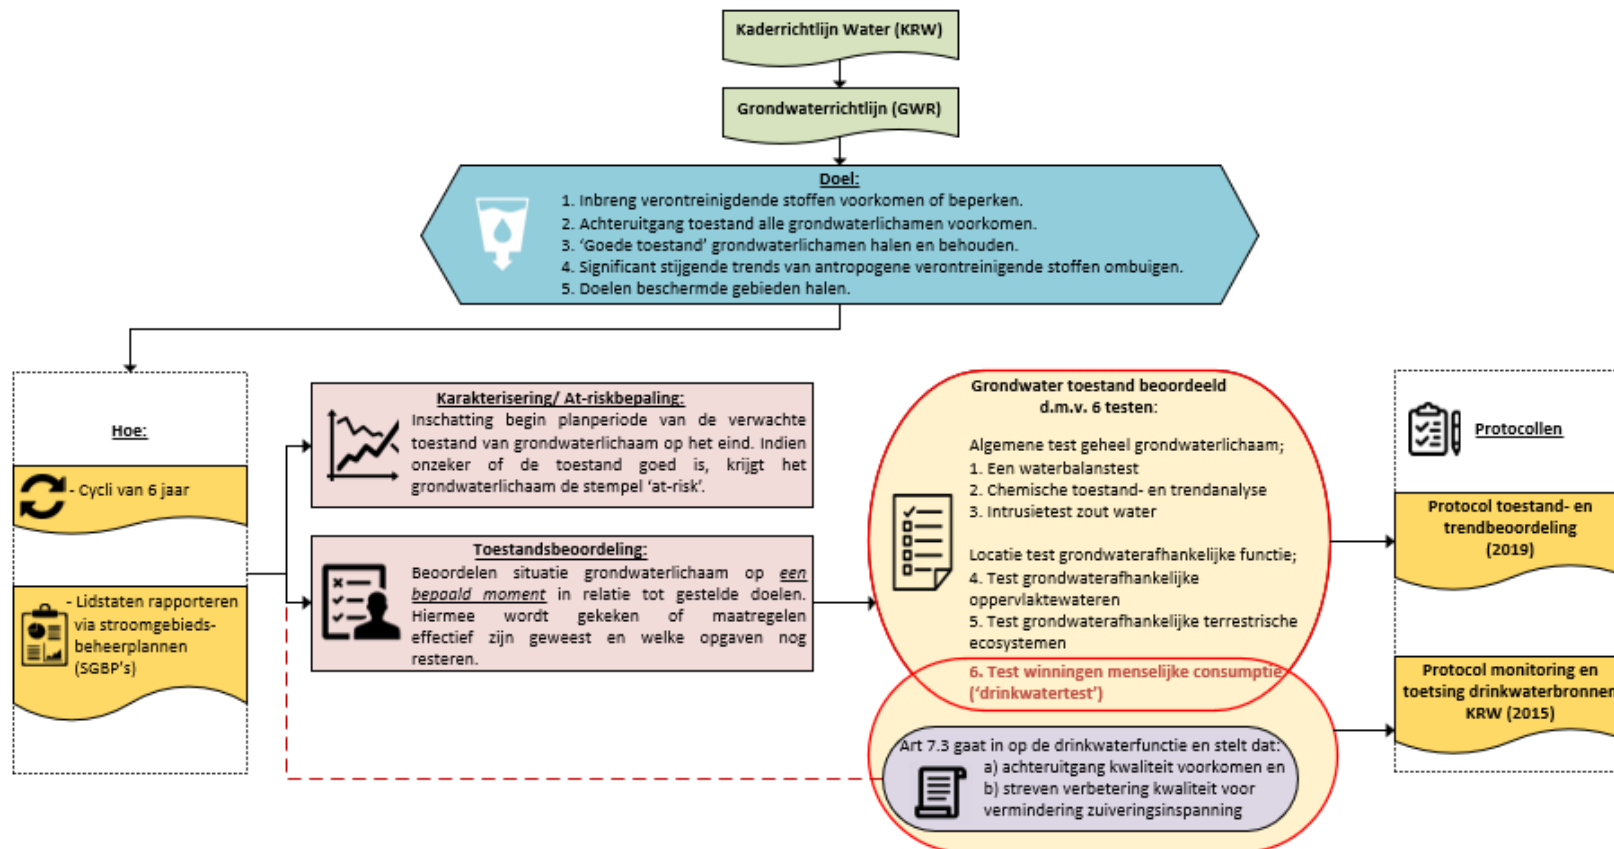 Kaderrichtlijn Water (KRW)
Grondwaterrichtlijn (GWR)
Doel:
1. Inbreng verontreinigdende stoffen voorkomen of beperken.
2. Achteruitgang toestand alle grondwaterlichamen voorkomen.
3. ‘Goede toestand’ grondwaterlichamen halen en behouden.
4. Significant stijgende trends van antropogene verontreinigende stoffen ombuigen.
5. Doelen beschermde gebieden halen.
Hoe:
- Cycli van 6 jaar
- Lidstaten rapporteren
via stroomgebieds-
beheerplannen
(SGBP's)
Karakterisering/ At-riskbepaling:
Inschatting begin planperiode van de verwachte
toestand van grondwaterlichaam op het eind. Indien
onzeker of de toestand goed is, krijgt het
grondwaterlichaam de stempel ‘at-risk’.
Toestandsbeoordeling:
Beoordelen situatie grondwaterlichaam op een
bepaald moment in relatie tot gestelde doelen.
Hiermee wordt gekeken of maatregelen
effectief zijn geweest en welke opgaven nog
resteren.
Grondwater toestand beoordeeld
d.m.v. 6 testen:
Algemene test geheel grondwaterlichaam;
1. Een waterbalanstest
2. Chemische toestand- en trendanalyse
3. Intrusietest zout water
Locatie test grondwaterafhankelijke functie;
4. Test grondwaterafhankelijke
oppervlaktewateren
5. Test grondwaterafhankelijke terrestrische
ecosystemen
6. Test winningen menselijke consumptie
(‘drinkwatertest’)
Art 7.3 gaat in op de drinkwaterfunctie en stelt dat:
a) achteruitgang kwaliteit voorkomen en
b) streven verbetering kwaliteit voor
vermindering zuiveringsinspanning
Protocollen
Protocol toestand- en
trendbeoordeling
(2019)
Protocol monitoring en
toetsing drinkwaterbronnen
KRW (2015)